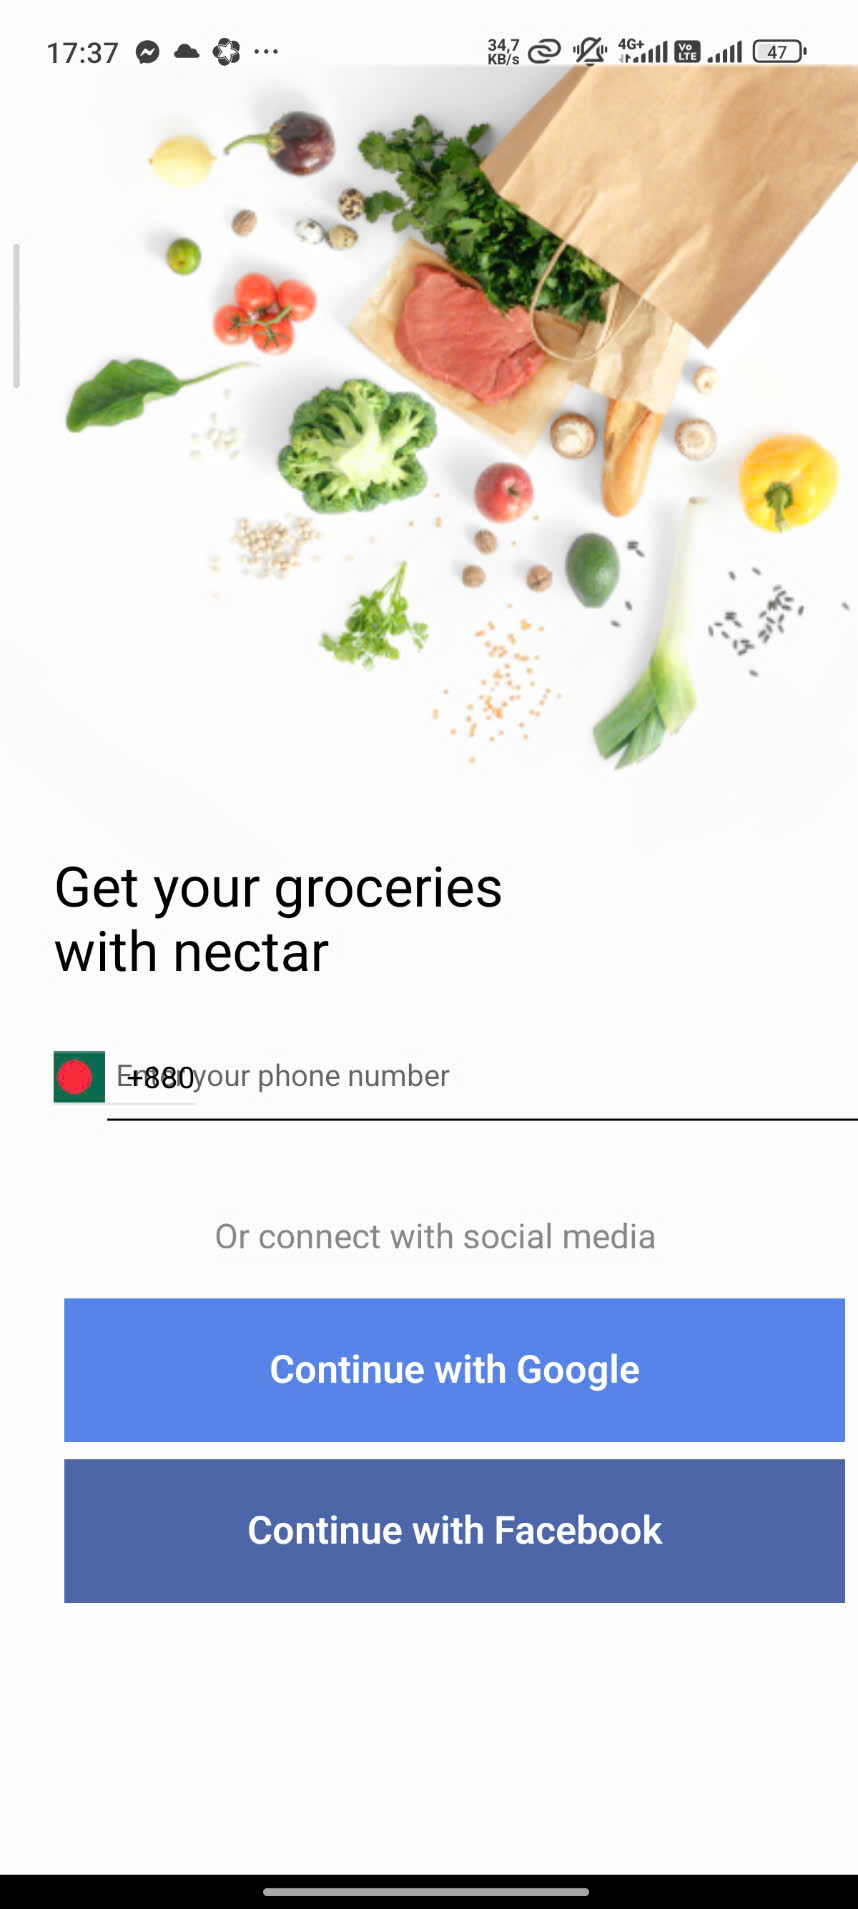 17:37
34,7
KB/s
4G+
Vo
LTE
47
Get your groceries
with nectar
+880
Enter your phone number
Or connect with social media
Continue with Google
Continue with Facebook